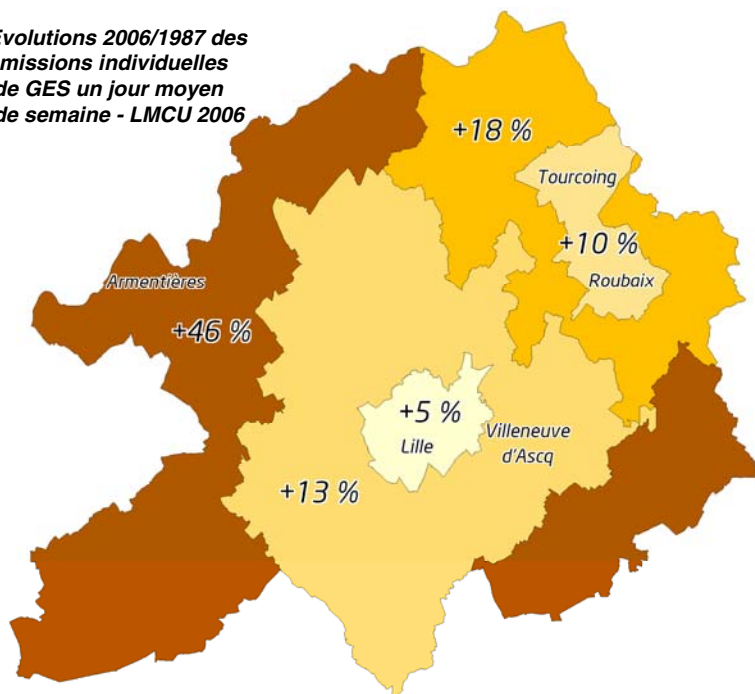 Evolutions 2006/1987 des
missions individuelles
de GES un jour moyen
de semaine - LMCU 2006
+18 %
Tourcoing
+10 %
Roubaix
Armentières
+46 %
+5 %
Lille
Villeneuve
d'Ascq
+13 %